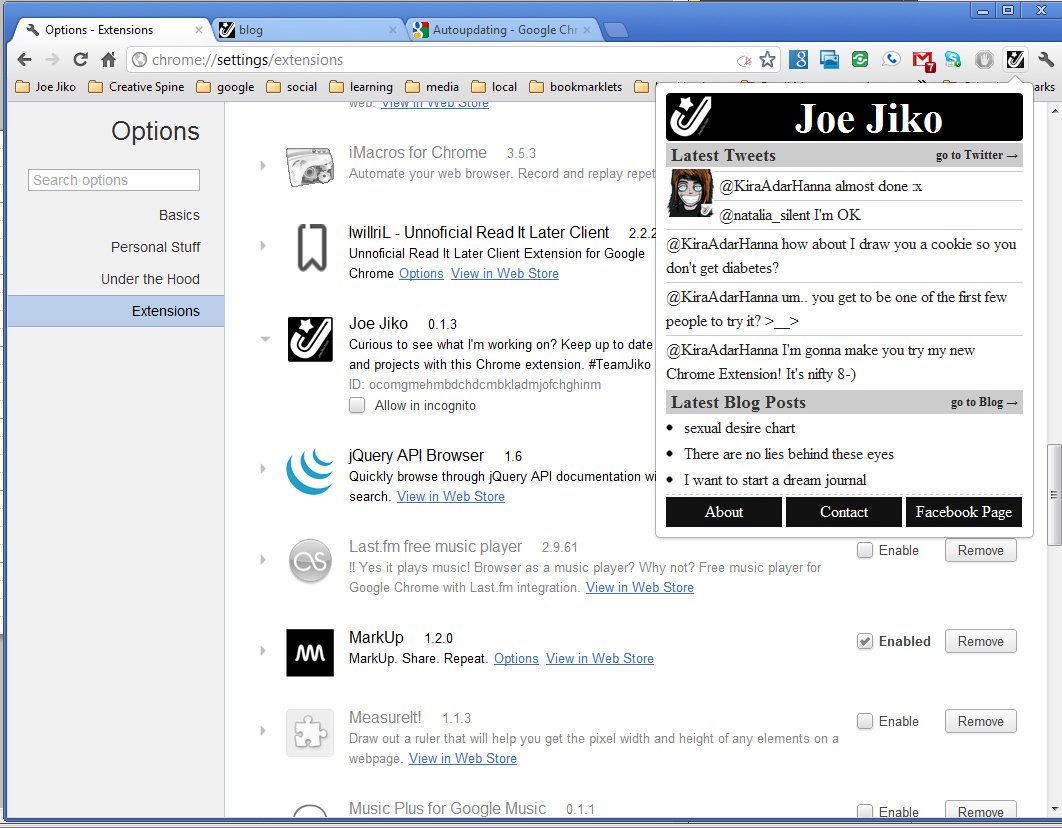 Options - Extensions
blog
Autoupdating - Google Chr
chrome://settings/extensions
7
Joe Jiko
Creative Spine
google
social
learning
media
local
bookmarklets
Options
Search options
Basics
Personal Stuff
Under the Hood
Extensions
web. View in Web Store
iMacros for Chrome 3.5.3
Automate your web browser. Record and replay repet
IwillriL - Unnoficial Read It Later Client 2.2.2
Unnoficial Read It Later Client Extension for Google
Chrome Options View in Web Store
Joe Jiko 0.1.3
Curious to see what I'm working on? Keep up to date
and projects with this Chrome extension. #TeamJiko
ID: ocomgmehmbdchdcmbkladmjofchghinm
Allow in incognito
jQuery API Browser 1.6
Quickly browse through jQuery API documentation wi
search. View in Web Store
Last.fm free music player 2.9.61
!! Yes it plays music! Browser as a music player? Why not? Free music player for
Google Chrome with Last.fm integration. View in Web Store
Enable
Remove
MarkUp 1.2.0
MarkUp. Share. Repeat. Options View in Web Store
Enabled
Remove
MeasureIt! 1.1.3
Draw out a ruler that will help you get the pixel width and height of any elements on a
webpage. View in Web Store
Enable
Remove
Music Plus for Google Music 0.1.1
Enable
Remove
Joe Jiko
Latest Tweets go to Twitter →
@KiraAdarHanna almost done :x
@natalia_silent I'm OK
@KiraAdarHanna how about I draw you a cookie so you
don't get diabetes?
@KiraAdarHanna um.. you get to be one of the first few
people to try it? >__>
@KiraAdarHanna I'm gonna make you try my new
Chrome Extension! It's nifty 8-)
Latest Blog Posts go to Blog →
sexual desire chart
There are no lies behind these eyes
I want to start a dream journal
About
Contact
Facebook Page